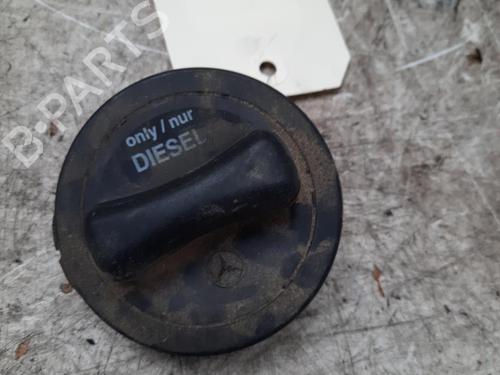 B-PARTS
only / nur
DIESEL